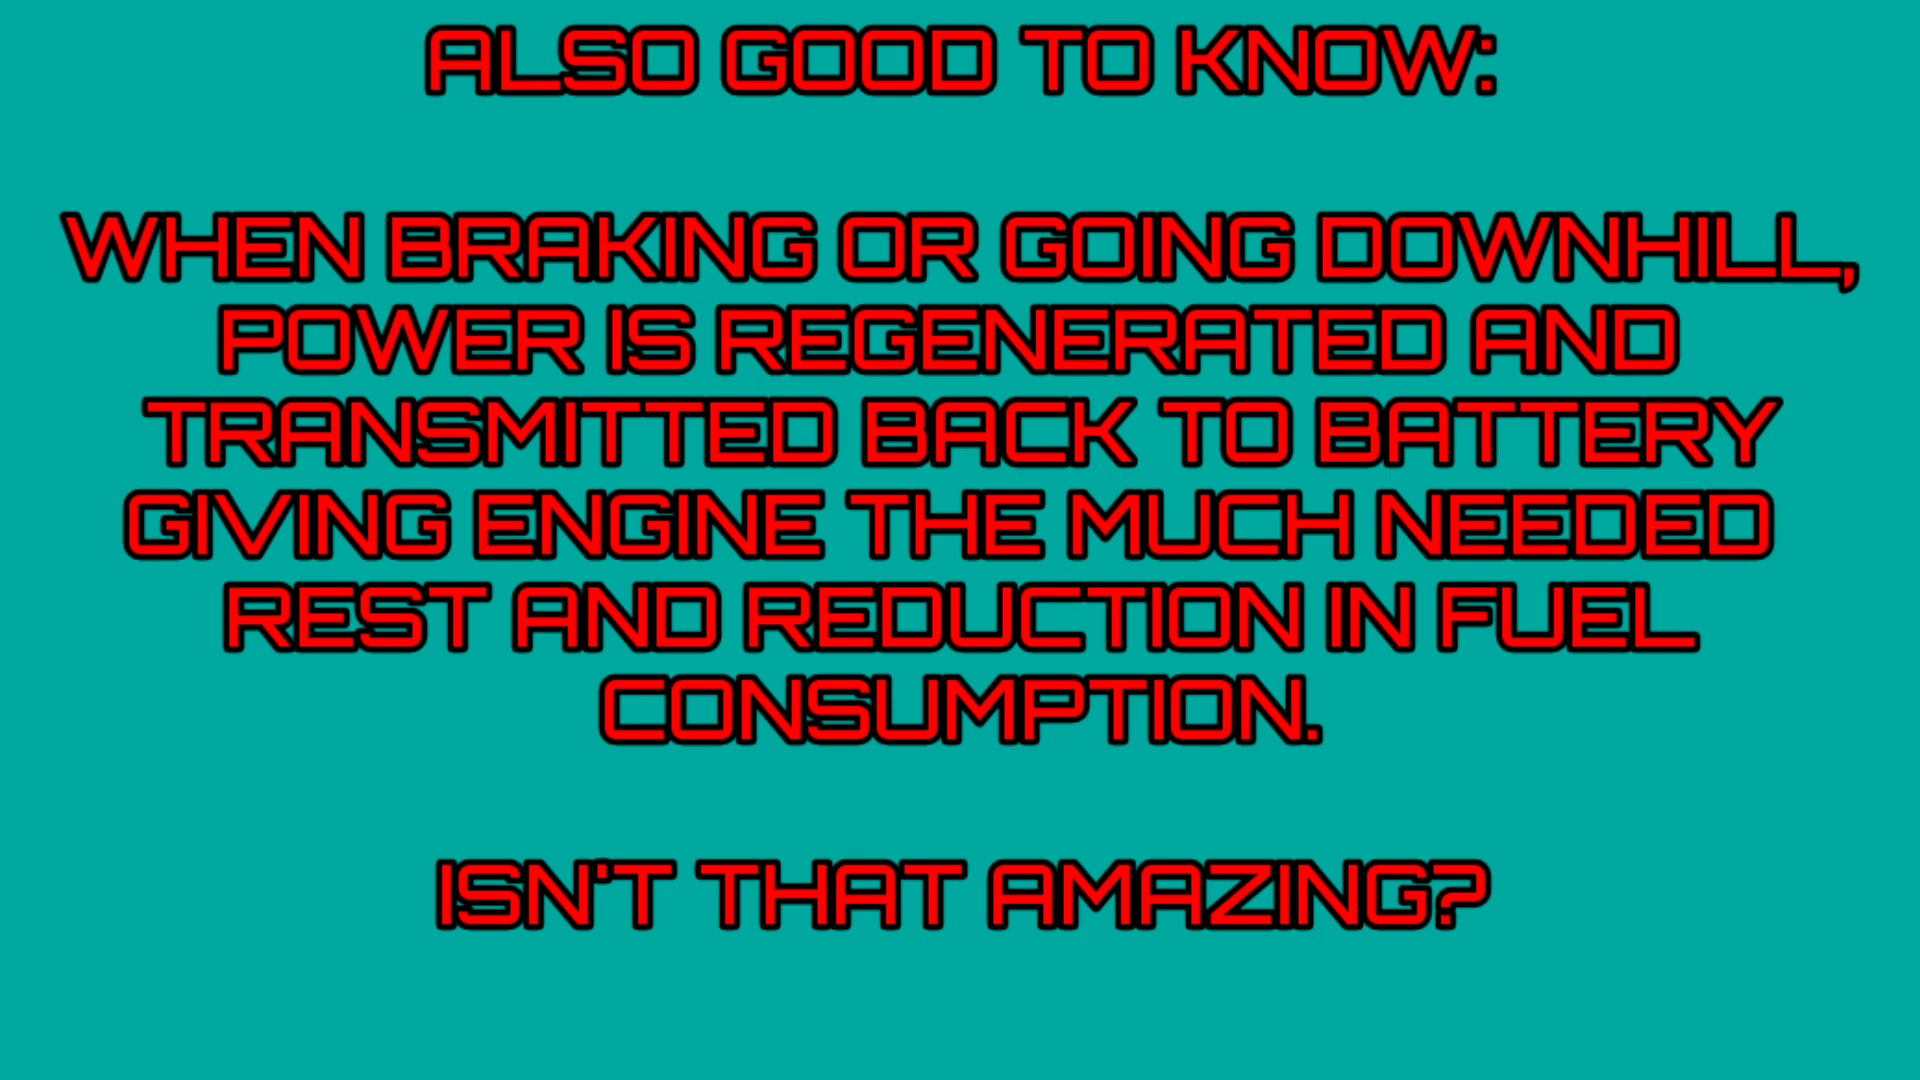 ALSO GOOD TO KNOW:
WHEN BRAKING OR GOING DOWNHILL,
POWER IS REGENERATED AND
TRANSMITTED BACK TO BATTERY
GIVING ENGINE THE MUCH NEEDED
REST AND REDUCTION IN FUEL
CONSUMPTION.
ISN'T THAT AMAZING?